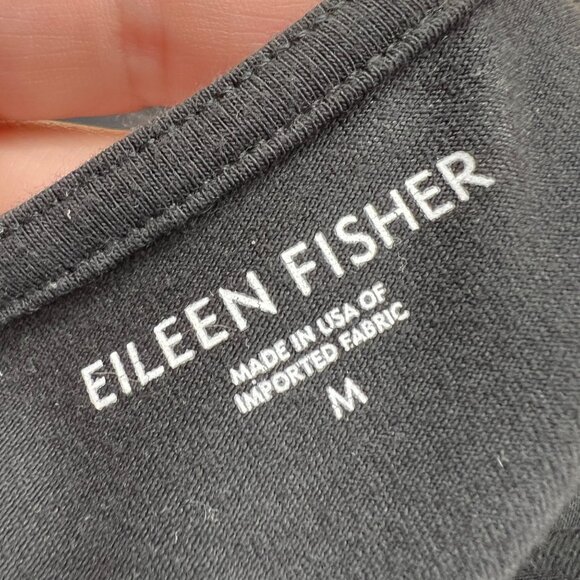 EILEEN FISHER
MADE IN USA OF
IMPORTED FABRIC
M